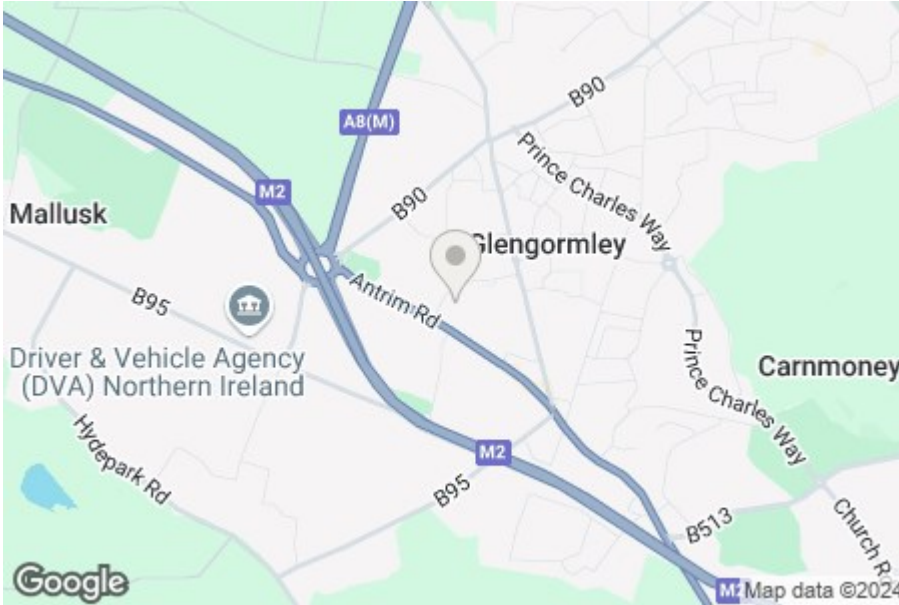 B90
A8(M)
Prince Charles Way
M2
B90
Mallusk
Glengormley
B95
Antrim Rd
Driver & Vehicle Agency
(DVA) Northern Ireland
Prince Charles Way
Carnmoney
Hydepark Rd
M2
B95
B513
Church R
Google
M2
Map data ©2024